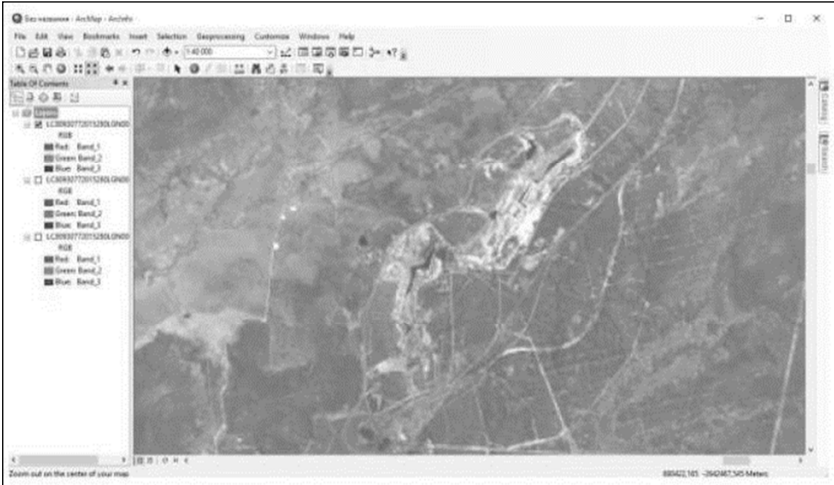 Без названия - ArcMap - ArcInfo
File Edit View Bookmarks Insert Selection Geoprocessing Customize Windows Help
1:40 000
Table Of Contents
Layers
RGB
Red: Band_1
Green: Band_2
Blue: Band_3
RGB
Red: Band_1
Green: Band_2
Blue: Band_3
RGB
Red: Band_1
Green: Band_2
Blue: Band_3
Catalog
Search
Zoom out on the center of your map
Meters